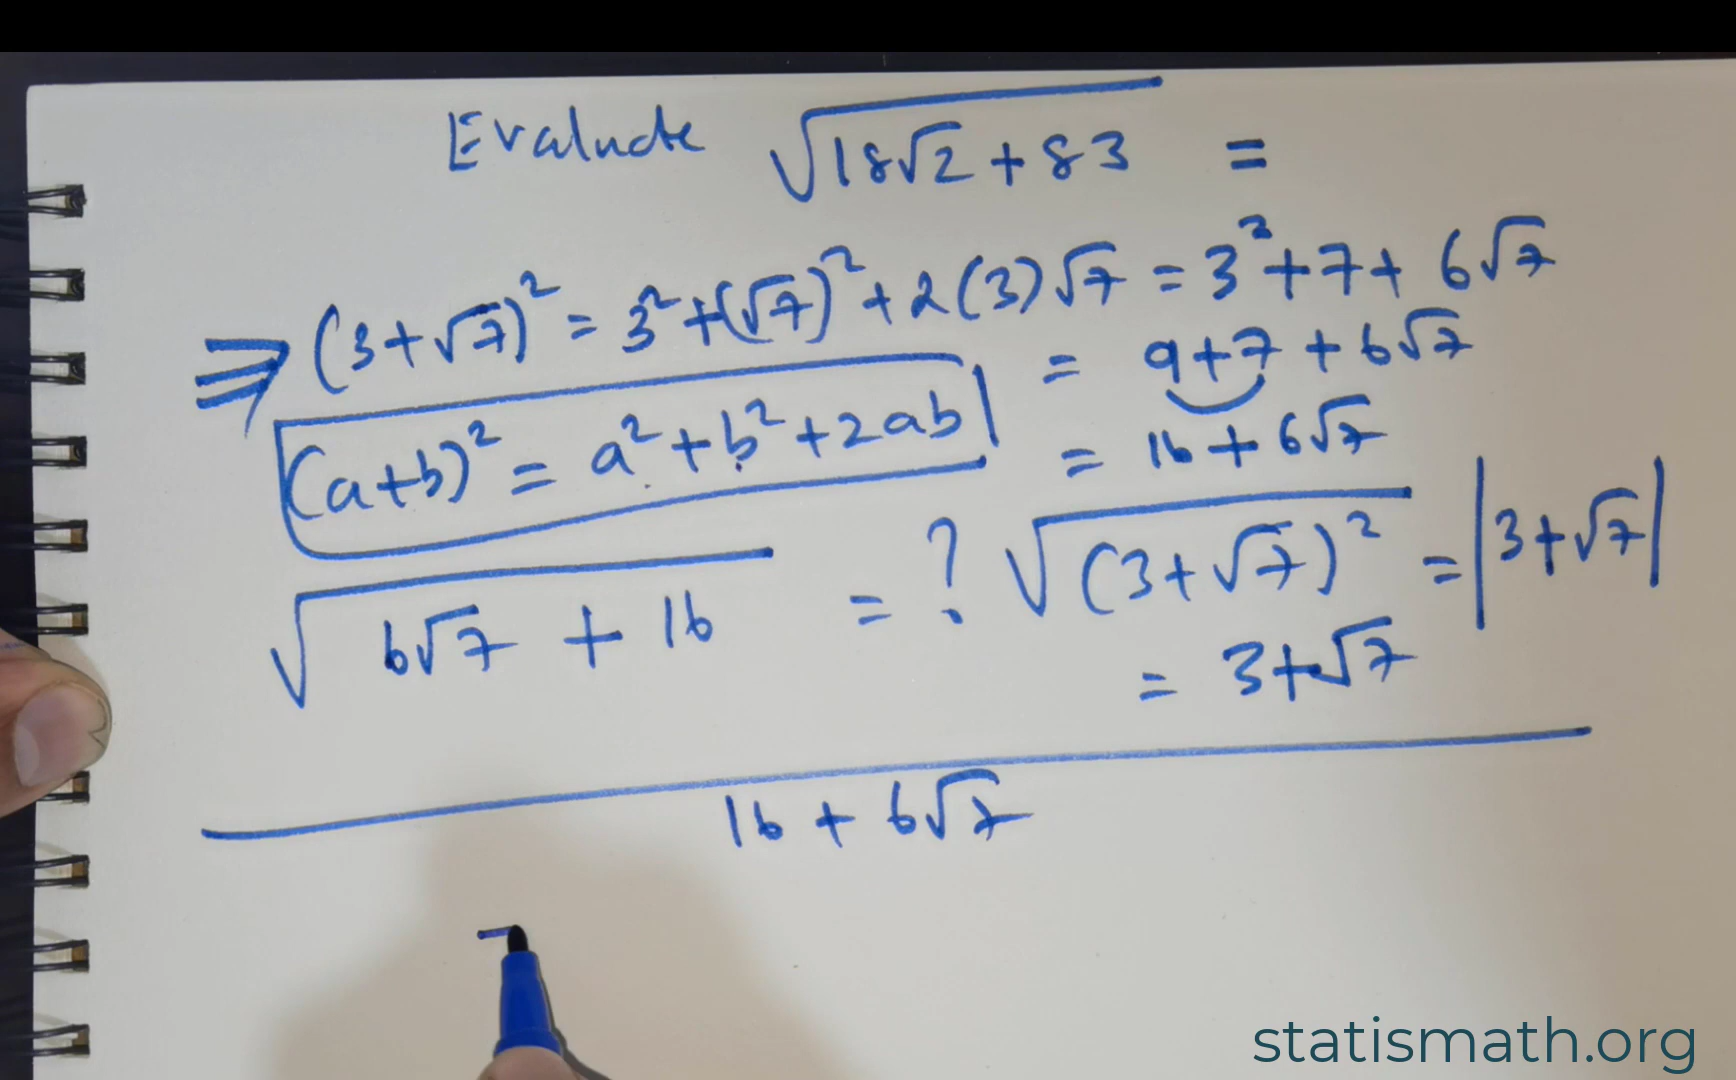 Evaluate √(18√2 + 83) =
⇒ (3+√7)² = 3² + (√7)² + 2(3)√7 = 3² + 7 + 6√7
= 9+7 + 6√7
(a+b)² = a² + b² + 2ab
= 16 + 6√7
√(6√7 + 16) = ? √((3+√7)²) = |3+√7|
= 3+√7
16 + 6√7
statismath.org